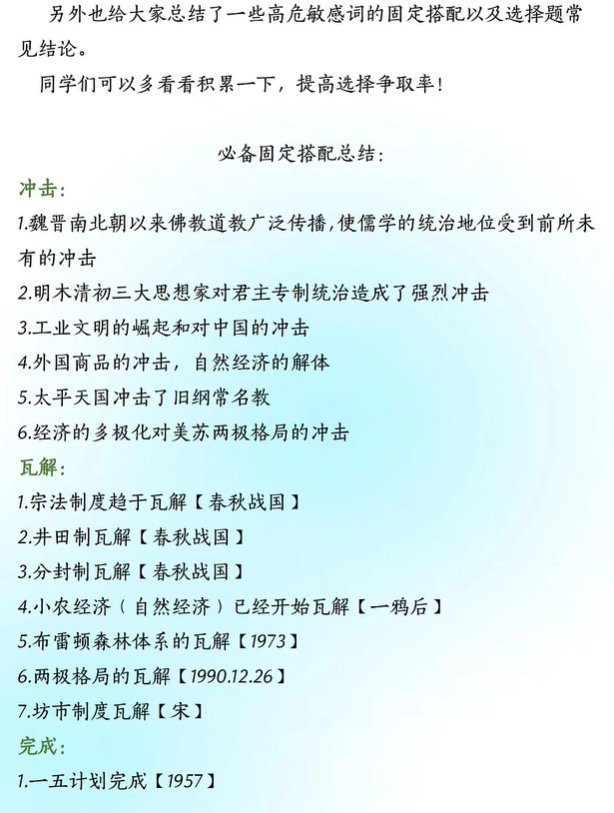 另外也给大家总结了一些高危敏感词的固定搭配以及选择题常
见结论。
同学们可以多看看积累一下，提高选择争取率！
必备固定搭配总结：
冲击：
1.魏晋南北朝以来佛教道教广泛传播,使儒学的统治地位受到前所未
有的冲击
2.明木清初三大思想家对君主专制统治造成了强烈冲击
3.工业文明的崛起和对中国的冲击
4.外国商品的冲击，自然经济的解体
5.太平天国冲击了旧纲常名教
6.经济的多极化对美苏两极格局的冲击
瓦解：
1.宗法制度趋于瓦解【春秋战国】
2.井田制瓦解【春秋战国】
3.分封制瓦解【春秋战国】
4.小农经济（自然经济）已经开始瓦解【一鸦后】
5.布雷顿森林体系的瓦解【1973】
6.两极格局的瓦解【1990.12.26】
7.坊市制度瓦解【宋】
完成：
1.一五计划完成【1957】